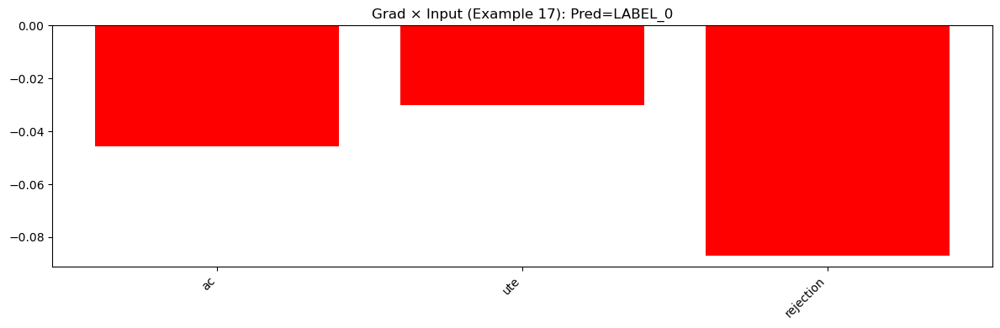 Grad × Input (Example 17): Pred=LABEL_0
0.00
−0.02
−0.04
−0.06
−0.08
ac
ute
rejection